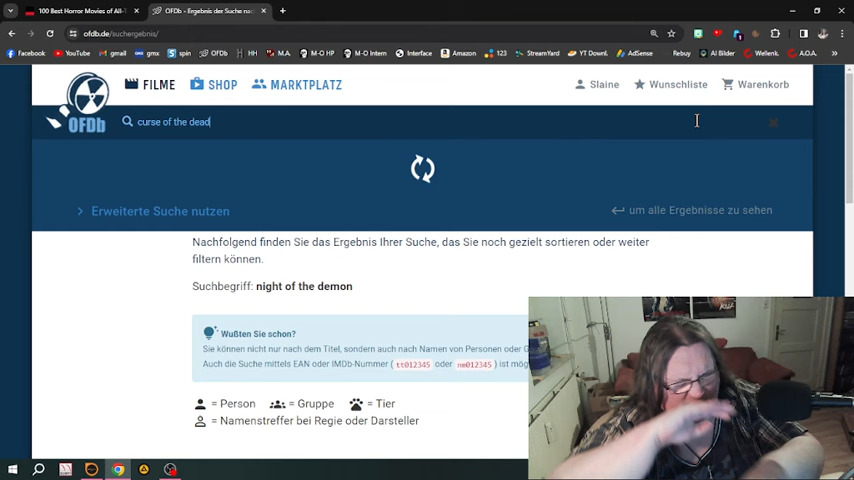 100 Best Horror Movies of All-T
OFDb - Ergebnis der Suche nac
ofdb.de/suchergebnis/
Facebook YouTube gmail gmx spin OFDb HH M.A. M-O HP M-O Intern Interface Amazon 123 StreamYard YT Downl. AdSense Rebuy AI Bilder Wellenk. A.O.A.
OFDb FILME SHOP MARKTPLATZ Slaine Wunschliste Warenkorb
curse of the dead
Erweiterte Suche nutzen um alle Ergebnisse zu sehen
Nachfolgend finden Sie das Ergebnis Ihrer Suche, das Sie noch gezielt sortieren oder weiter
filtern können.
Suchbegriff: night of the demon
Wußten Sie schon?
Sie können nicht nur nach dem Titel, sondern auch nach Namen von Personen oder G
Auch die Suche mittels EAN oder IMDb-Nummer ( tt012345 oder nm012345 ) ist mög
= Person = Gruppe = Tier
= Namenstreffer bei Regie oder Darsteller